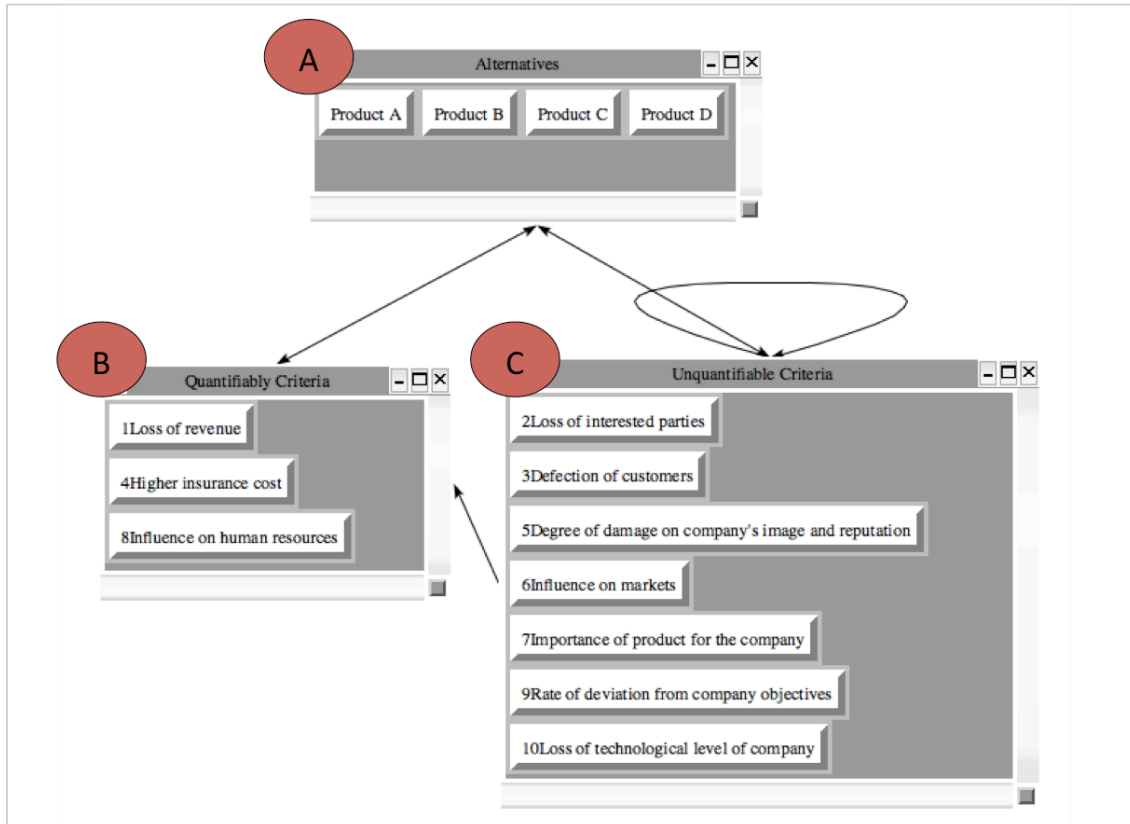 A
Alternatives
Product A
Product B
Product C
Product D
B
Quantifiably Criteria
1Loss of revenue
4Higher insurance cost
8Influence on human resources
C
Unquantifiable Criteria
2Loss of interested parties
3Defection of customers
5Degree of damage on company's image and reputation
6Influence on markets
7Importance of product for the company
9Rate of deviation from company objectives
10Loss of technological level of company